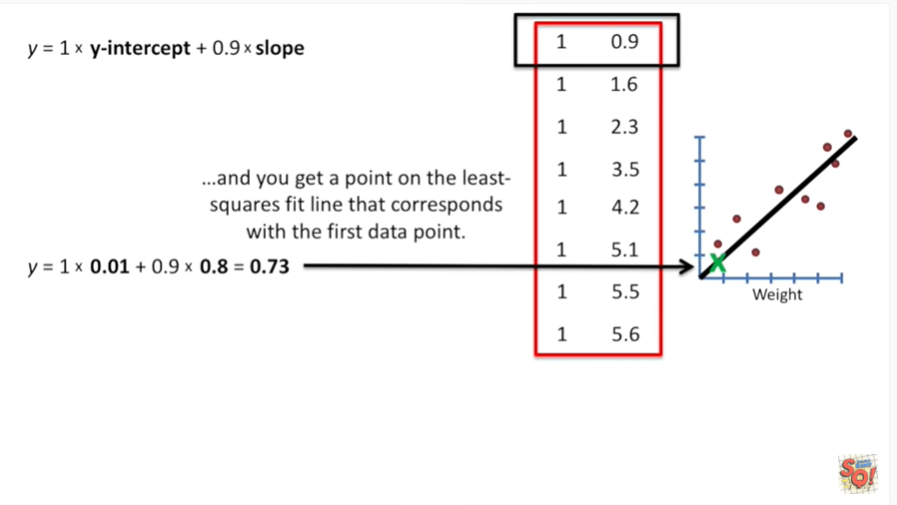 y = 1 × y-intercept + 0.9 × slope
1 0.9
1 1.6
1 2.3
1 3.5
1 4.2
1 5.1
1 5.5
1 5.6
...and you get a point on the least-
squares fit line that corresponds
with the first data point.
y = 1 × 0.01 + 0.9 × 0.8 = 0.73
X
Weight
SQ!